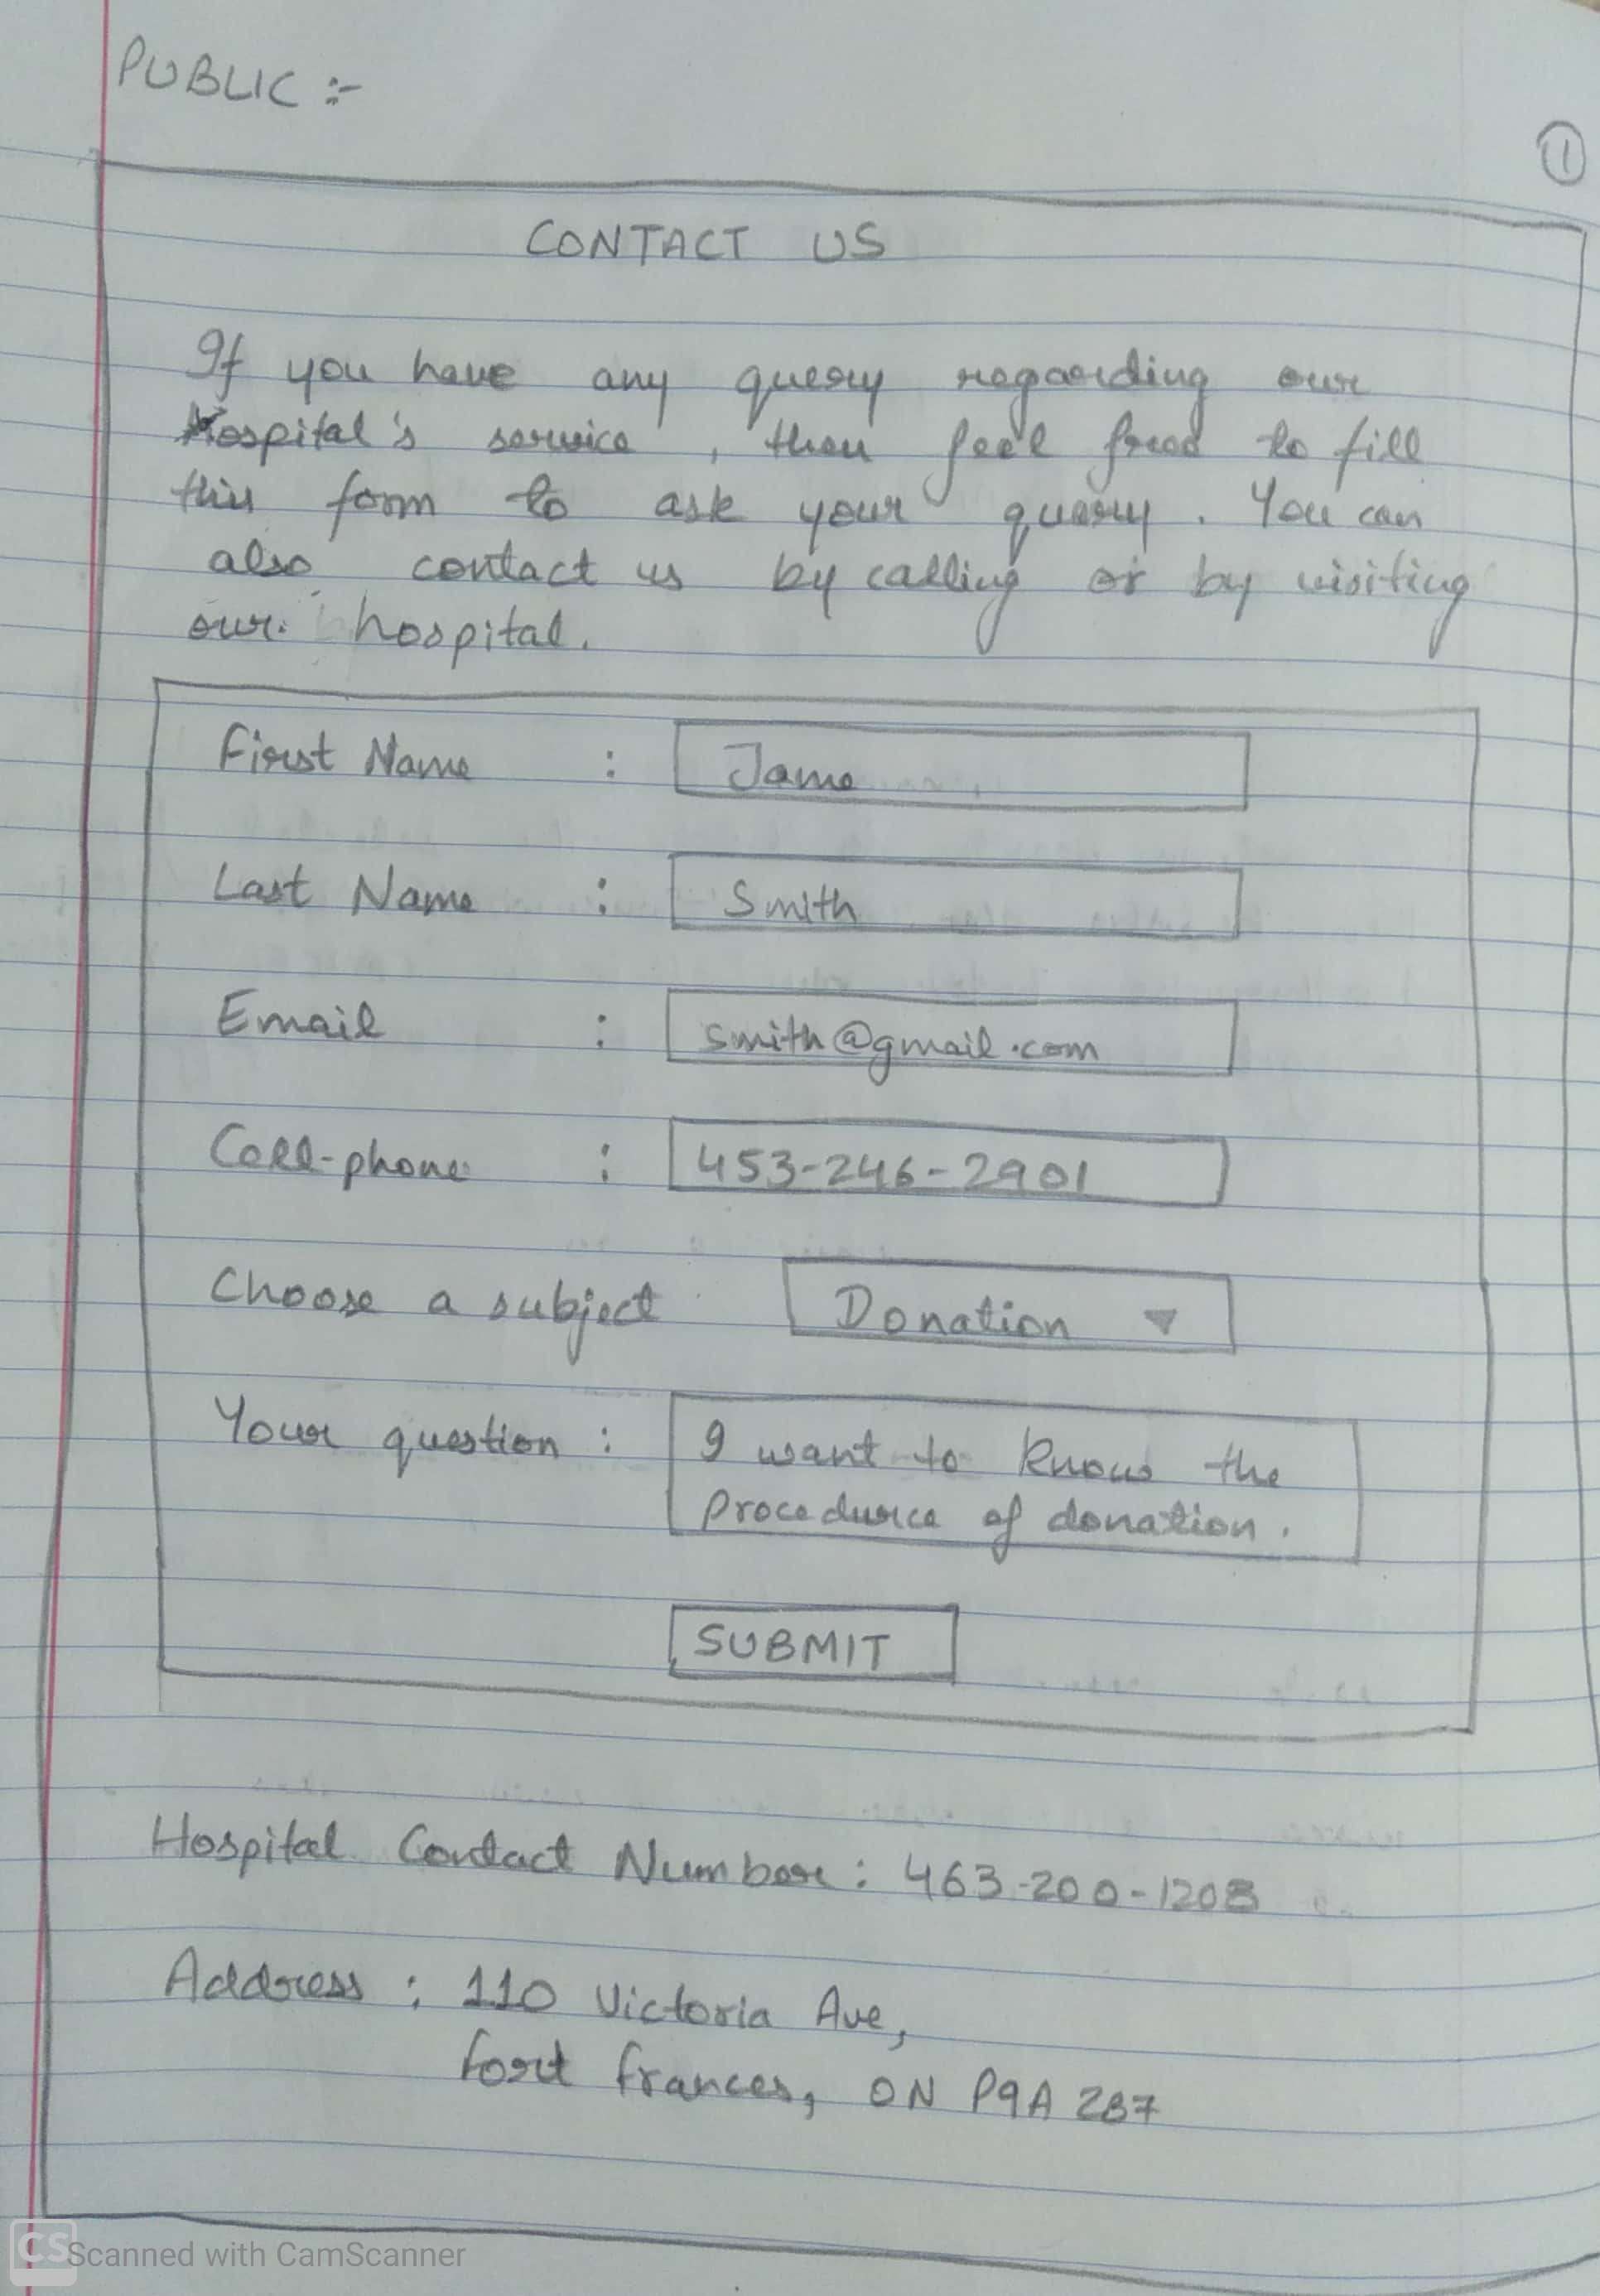 PUBLIC :-
1
CONTACT US
If you have any query regarding our
Hospital's service, then feel free to fill
this form to ask your query. You can
also contact us by calling or by visiting
our hospital.
First Name : Jame
Last Name : Smith
Email : smith@gmail.com
Cell-phone : 453-246-2901
Choose a subject Donation ▼
Your question : I want to know the
procedure of donation.
SUBMIT
Hospital Contact Number : 463-200-1208
Address : 110 Victoria Ave,
Fort Frances, ON P9A 2B7
CS Scanned with CamScanner